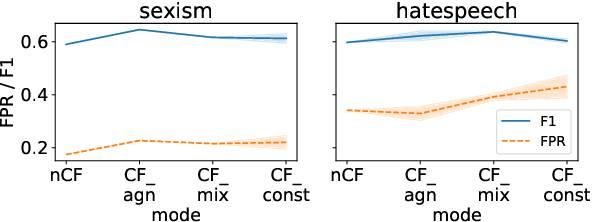 sexism
hatespeech
FPR / F1
0.6
0.4
0.2
F1
FPR
nCF
CF_
agn
CF_
mix
CF_
const
nCF
CF_
agn
CF_
mix
CF_
const
mode
mode